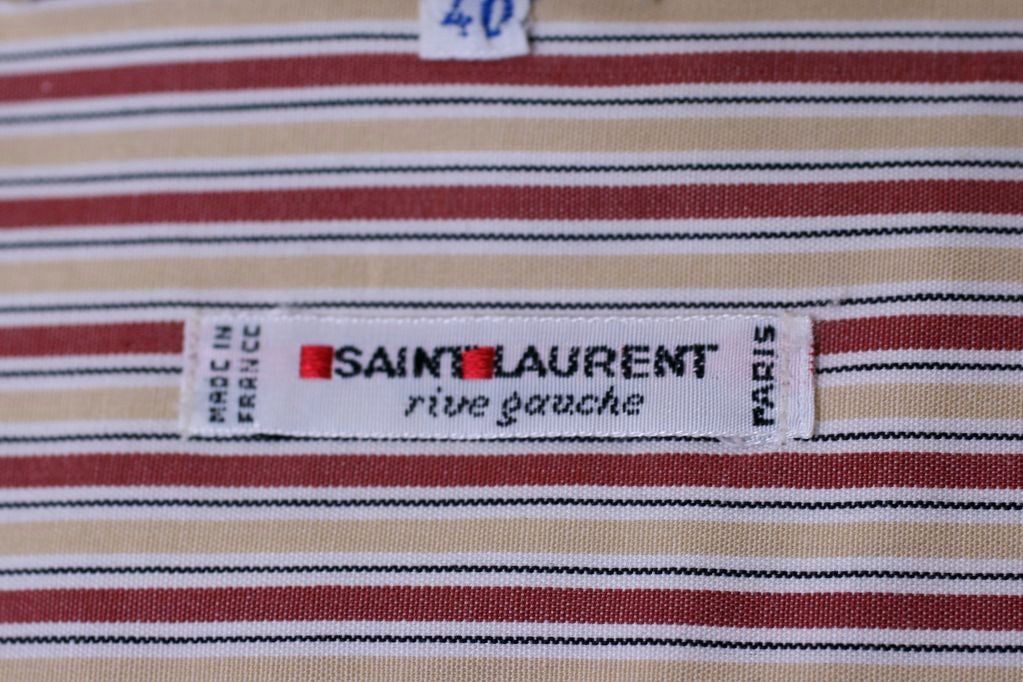 40
MADE IN
FRANCE
SAINT LAURENT
rive gauche
PARIS